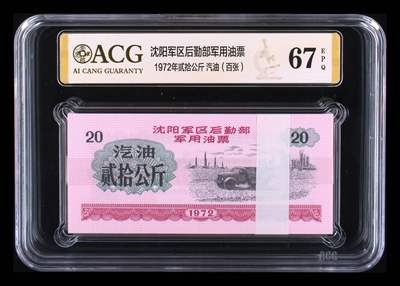 ACG
AI CANG GUARANTY
沈阳军区后勤部军用油票
1972年贰拾公斤 汽油（百张）
67 EPQ
沈阳军区后勤部
军用油票
20
20
汽油
贰拾公斤
1972
ACG